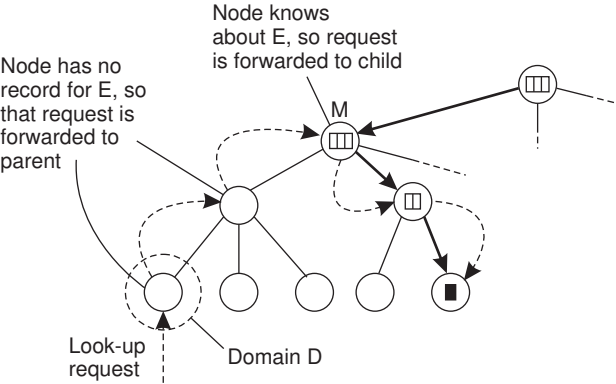 Node knows
about E, so request
is forwarded to child
Node has no
record for E, so
that request is
forwarded to
parent
M
Look-up
request
Domain D